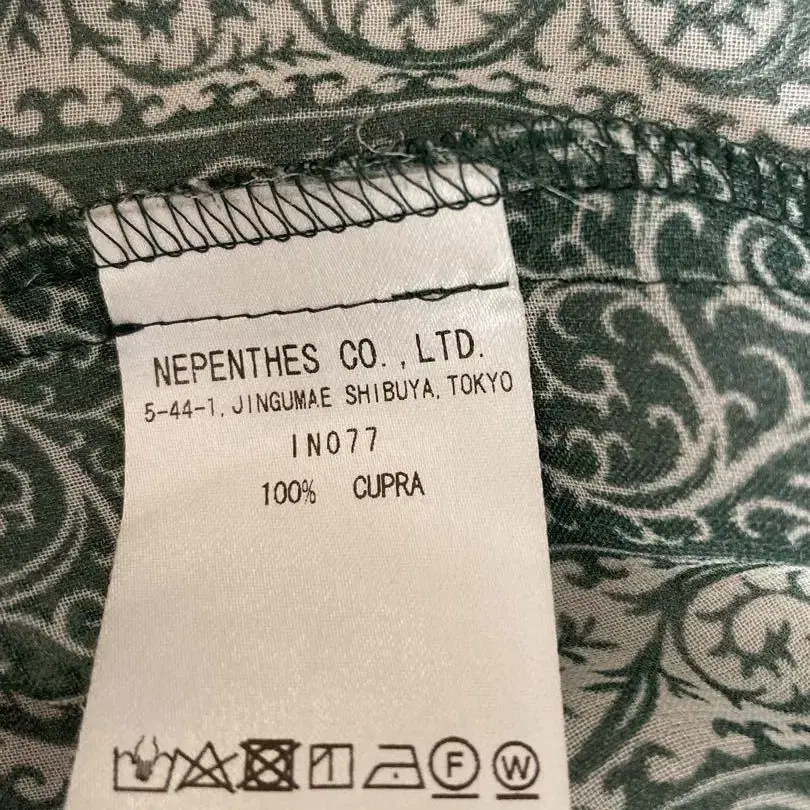 NEPENTHES CO.,LTD.
5-44-1, JINGUMAE SHIBUYA, TOKYO
IN077
100% CUPRA
F W